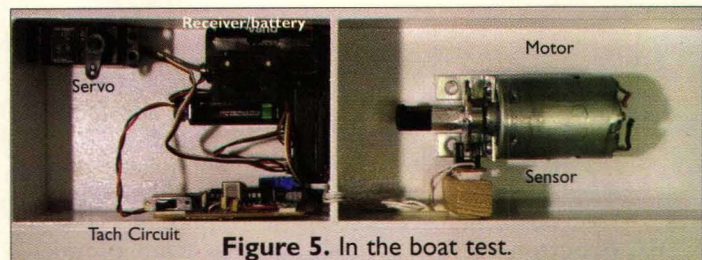 Receiver/battery
Servo
Tach Circuit
Motor
Sensor
Figure 5. In the boat test.